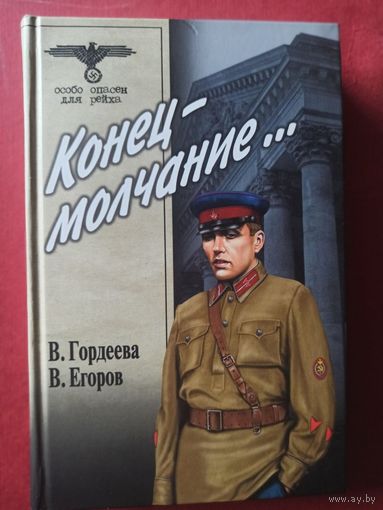 особо опасен
для рейха
Конец–
молчание...
В. Гордеева
В. Егоров
www.ay.by